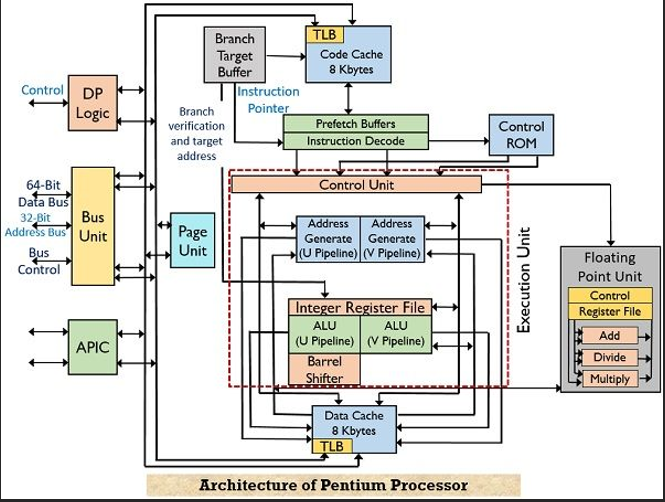 TLB
Code Cache
8 Kbytes
Branch
Target
Buffer
Control
DP
Logic
Instruction
Pointer
Branch
verification
and target
address
Prefetch Buffers
Instruction Decode
Control
ROM
64-Bit
Data Bus
32-Bit
Address Bus
Bus
Control
Bus
Unit
Page
Unit
Control Unit
Address
Generate
(U Pipeline)
Address
Generate
(V Pipeline)
Execution Unit
Floating
Point Unit
Control
Register File
Add
Divide
Multiply
Integer Register File
ALU
(U Pipeline)
ALU
(V Pipeline)
Barrel
Shifter
APIC
Data Cache
8 Kbytes
TLB
Architecture of Pentium Processor